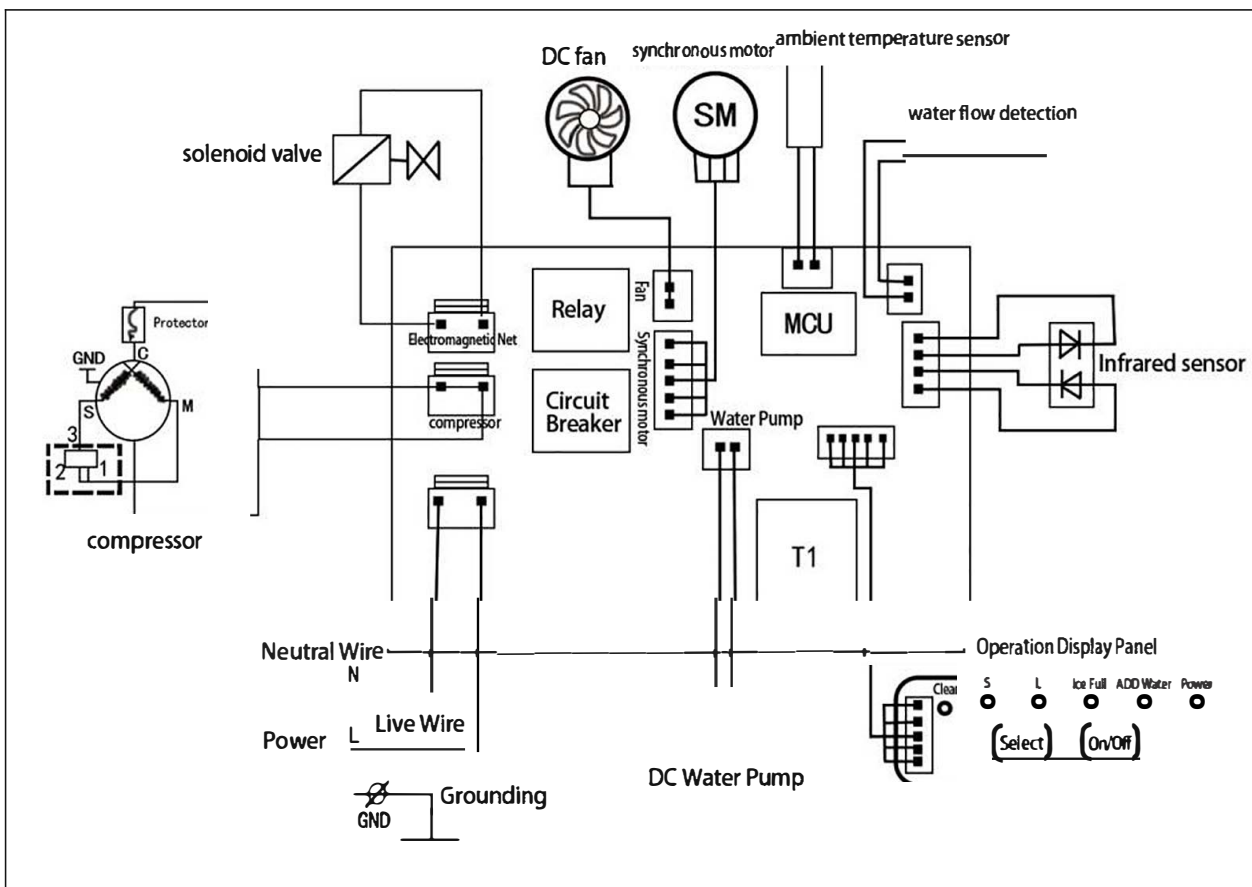 DC fan
synchronous motor
ambient temperature sensor
SM
water flow detection
solenoid valve
Relay
Fan
MCU
Electromagnetic Net
Protector
GND
C
S
M
3
2
1
compressor
compressor
Circuit
Breaker
Synchronous motor
Water Pump
Infrared sensor
T1
Neutral Wire
N
Operation Display Panel
Clear
S
L
Ice Full
ADD Water
Power
Select
On/Off
Power
L
Live Wire
DC Water Pump
Grounding
GND